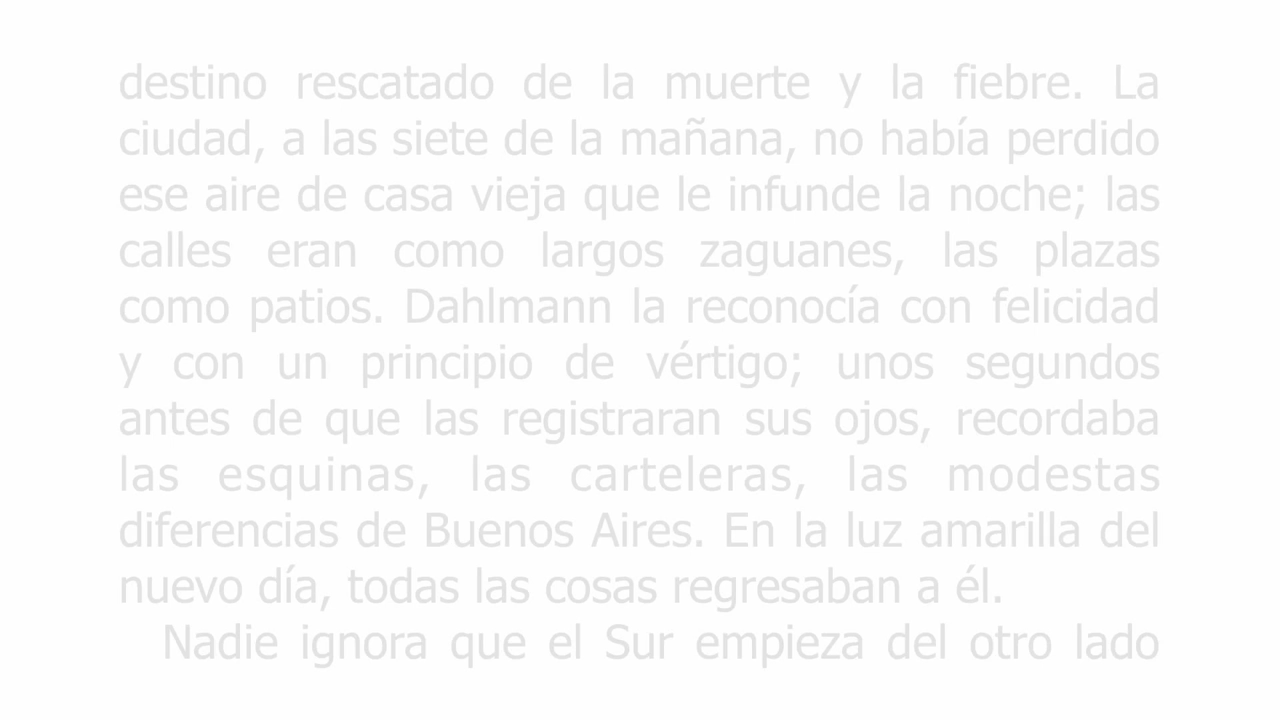 destino rescatado de la muerte y la fiebre. La
ciudad, a las siete de la mañana, no había perdido
ese aire de casa vieja que le infunde la noche; las
calles eran como largos zaguanes, las plazas
como patios. Dahlmann la reconocía con felicidad
y con un principio de vértigo; unos segundos
antes de que las registraran sus ojos, recordaba
las esquinas, las carteleras, las modestas
diferencias de Buenos Aires. En la luz amarilla del
nuevo día, todas las cosas regresaban a él.
Nadie ignora que el Sur empieza del otro lado